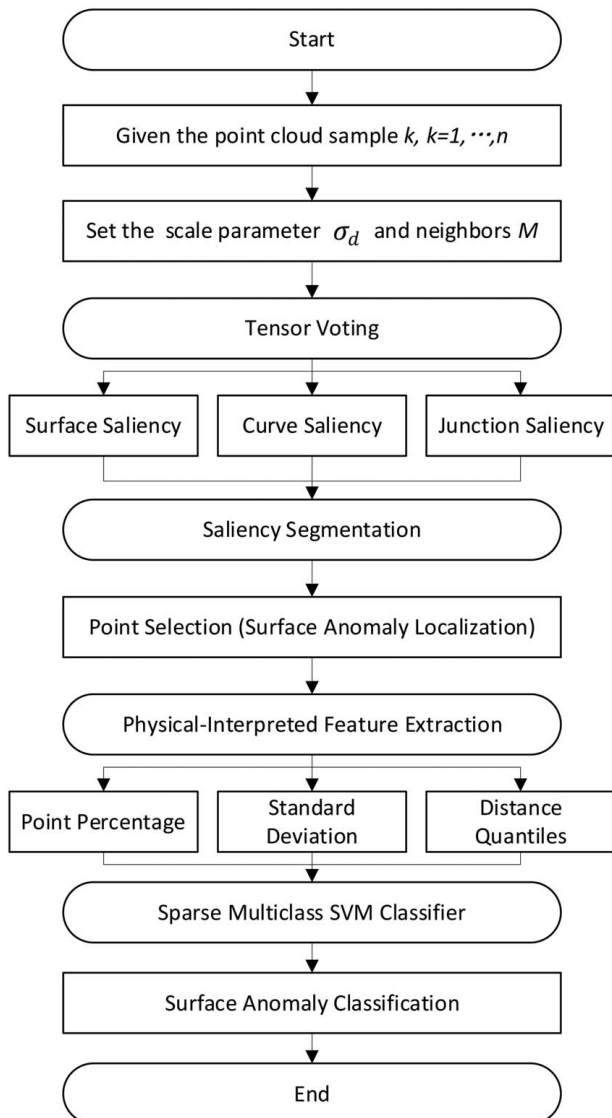 Start
Given the point cloud sample k, k=1, ⋯,n
Set the scale parameter σ_d and neighbors M
Tensor Voting
Surface Saliency
Curve Saliency
Junction Saliency
Saliency Segmentation
Point Selection (Surface Anomaly Localization)
Physical-Interpreted Feature Extraction
Point Percentage
Standard
Deviation
Distance
Quantiles
Sparse Multiclass SVM Classifier
Surface Anomaly Classification
End